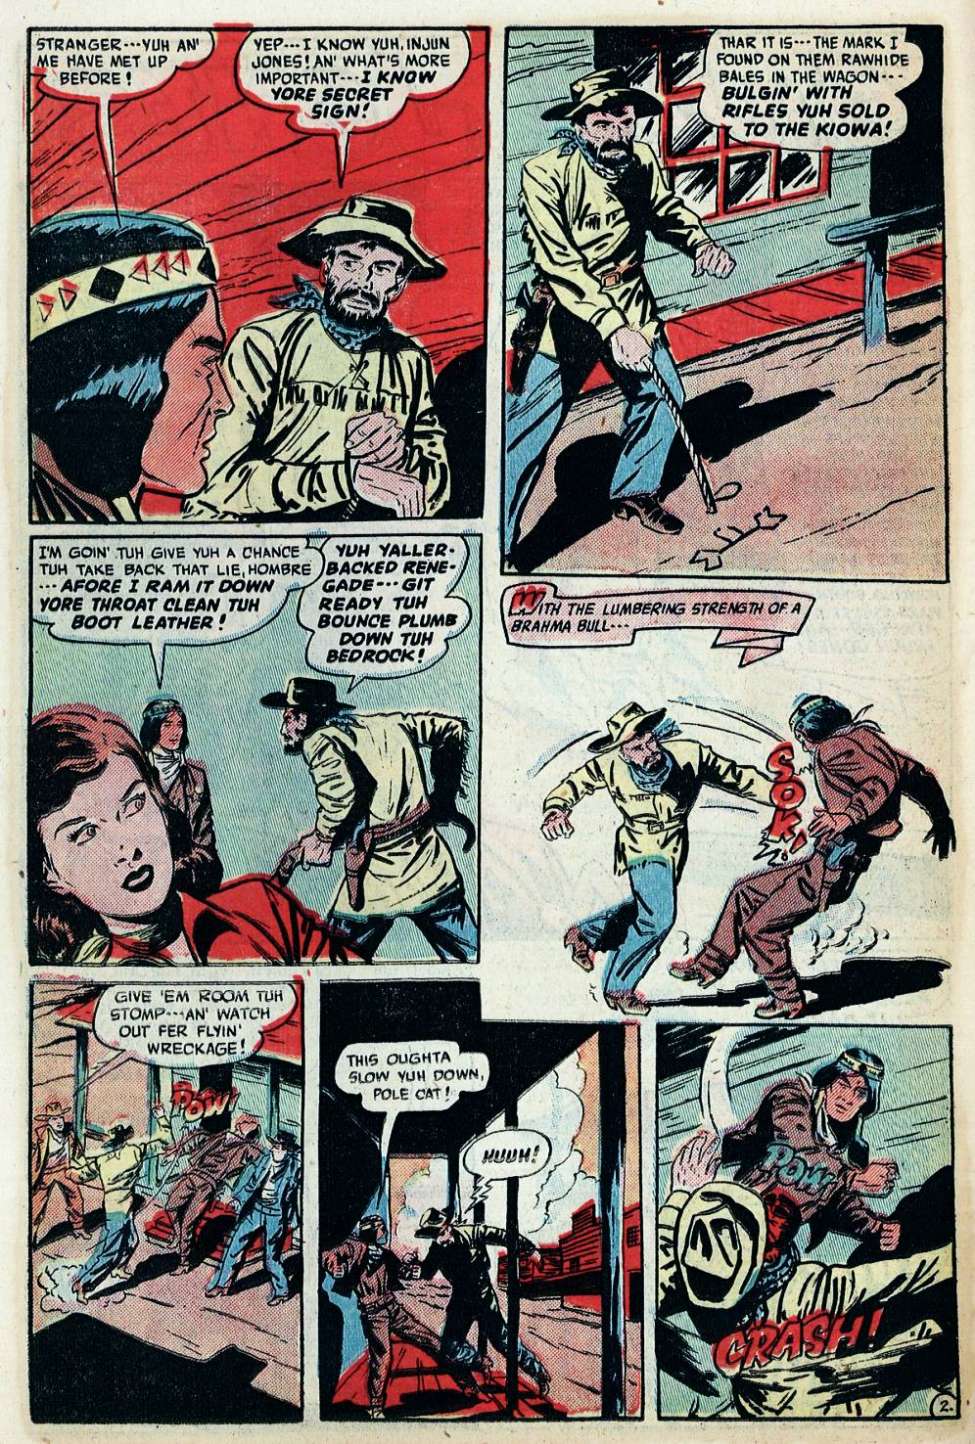 STRANGER---YUH AN'
ME HAVE MET UP
BEFORE!
YEP---I KNOW YUH, INJUN
JONES! AN' WHAT'S MORE
IMPORTANT---I KNOW
YORE SECRET
SIGN!
THAR IT IS---THE MARK I
FOUND ON THEM RAWHIDE
BALES IN THE WAGON---
BULGIN' WITH
RIFLES YUH SOLD
TO THE KIOWA!
I'M GOIN' TUH GIVE YUH A CHANCE
TUH TAKE BACK THAT LIE, HOMBRE
---AFORE I RAM IT DOWN
YORE THROAT CLEAN TUH
BOOT LEATHER!
YUH YALLER-
BACKED RENE-
GADE---GIT
READY TUH
BOUNCE PLUMB
DOWN TUH
BEDROCK!
WITH THE LUMBERING STRENGTH OF A
BRAHMA BULL---
SOK!
GIVE 'EM ROOM TUH
STOMP---AN' WATCH
OUT FER FLYIN'
WRECKAGE!
POW!
THIS OUGHTA
SLOW YUH DOWN,
POLE CAT!
HUUH!
POW
CRASH!
2.